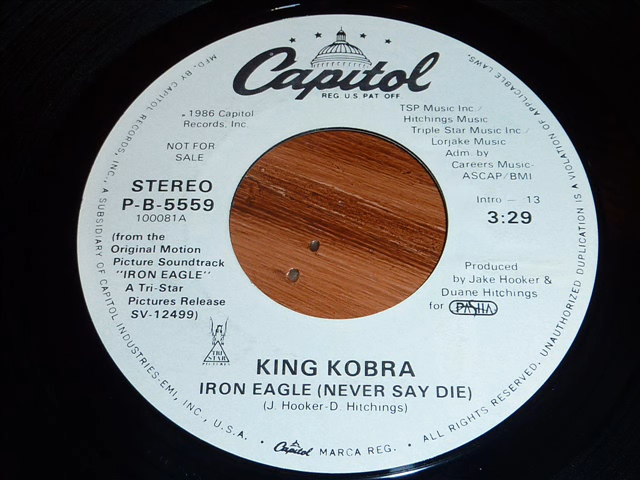 Capitol
REG. U.S. PAT. OFF.
℗1986 Capitol
Records, Inc.
NOT FOR
SALE
STEREO
P-B-5559
100081A
(from the
Original Motion
Picture Soundtrack
"IRON EAGLE"
A Tri-Star
Pictures Release
SV-12499)
TRI
STAR
PICTURES
TSP Music Inc./
Hitchings Music
Triple Star Music Inc./
Lorjake Music
Adm. by
Careers Music-
ASCAP/BMI
Intro — 13
3:29
Produced
by Jake Hooker &
Duane Hitchings
for PASHA
KING KOBRA
IRON EAGLE (NEVER SAY DIE)
(J. Hooker-D. Hitchings)
MFD. BY CAPITOL RECORDS, INC., A SUBSIDIARY OF CAPITOL INDUSTRIES-EMI, INC., U.S.A. • Capitol MARCA REG. • ALL RIGHTS RESERVED. UNAUTHORIZED DUPLICATION IS A VIOLATION OF APPLICABLE LAWS.